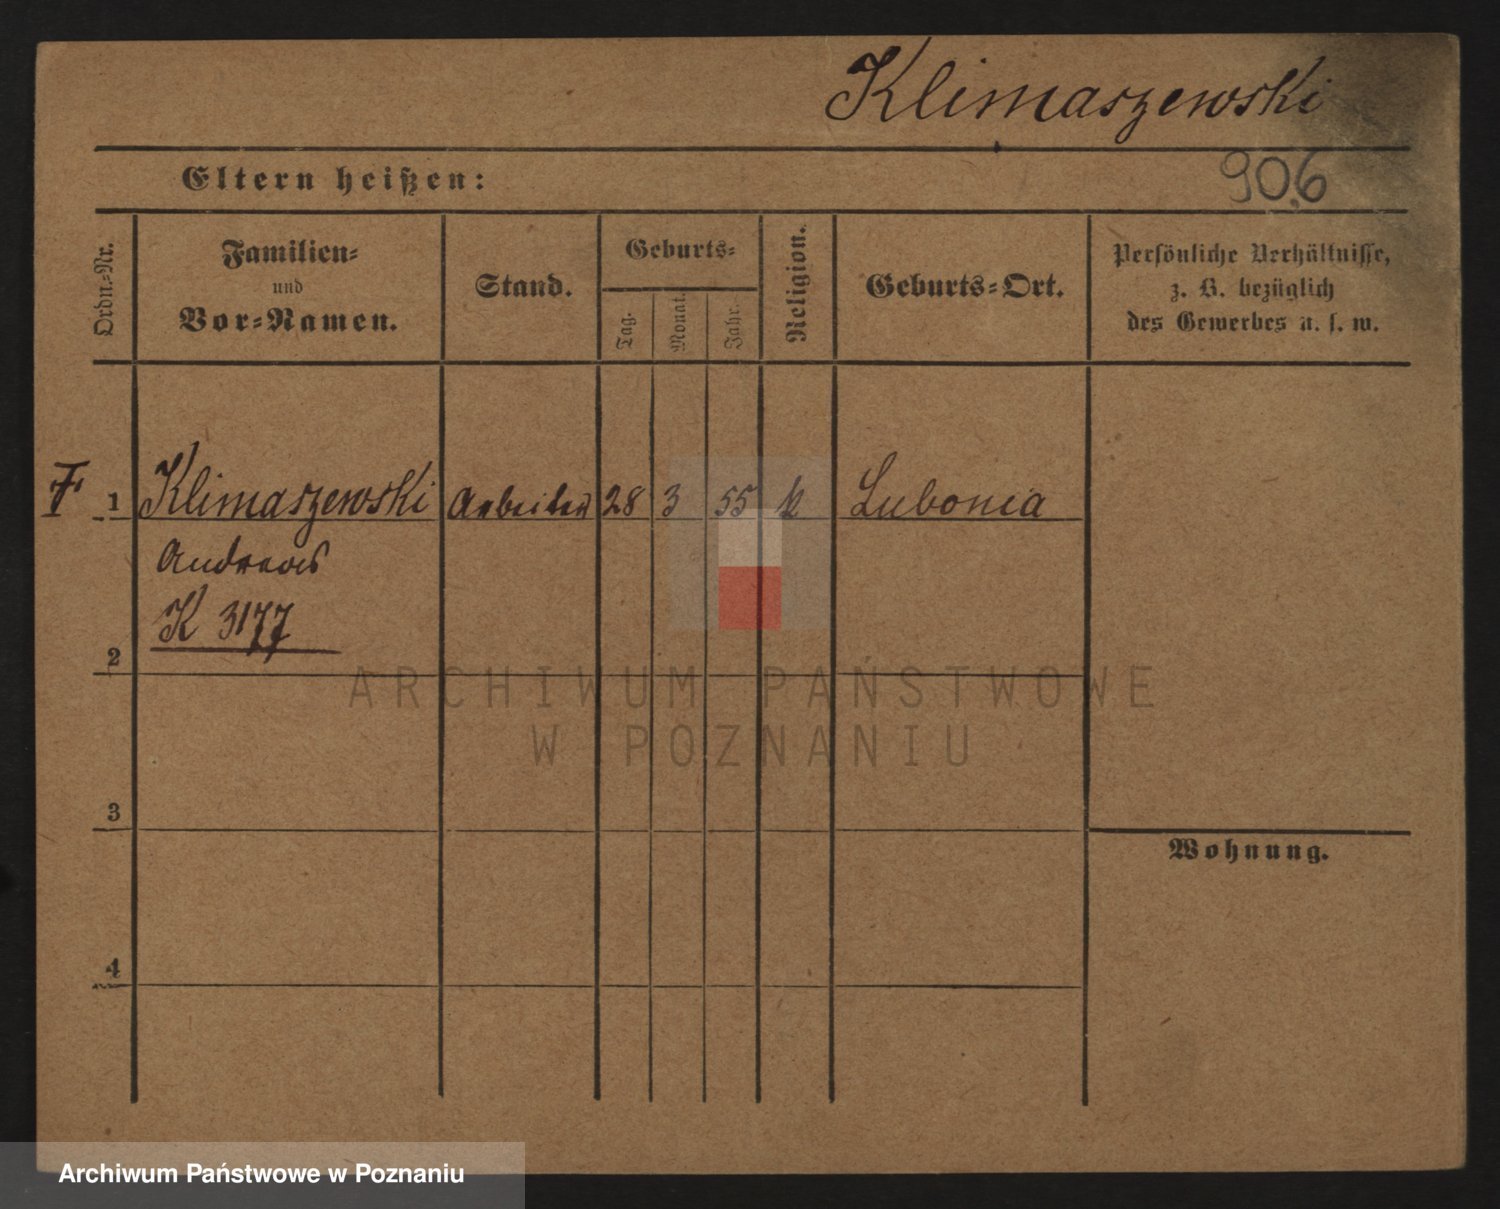 Klimaszewski
Eltern heißen:
906
Ordn.-Nr.
Familien-
und
Vor-Namen.
Stand.
Geburts-
Tag.
Monat.
Jahr.
Religion.
Geburts-Ort.
Persönliche Verhältnisse,
z. B. bezüglich
des Gewerbes u. s. w.
1 Klimaszewski Arbeiter 28 3 55 k Lubonia
Andreas
K 3177
2
ARCHIWUM PAŃSTWOWE
W POZNANIU
3
Wohnung.
4
Archiwum Państwowe w Poznaniu